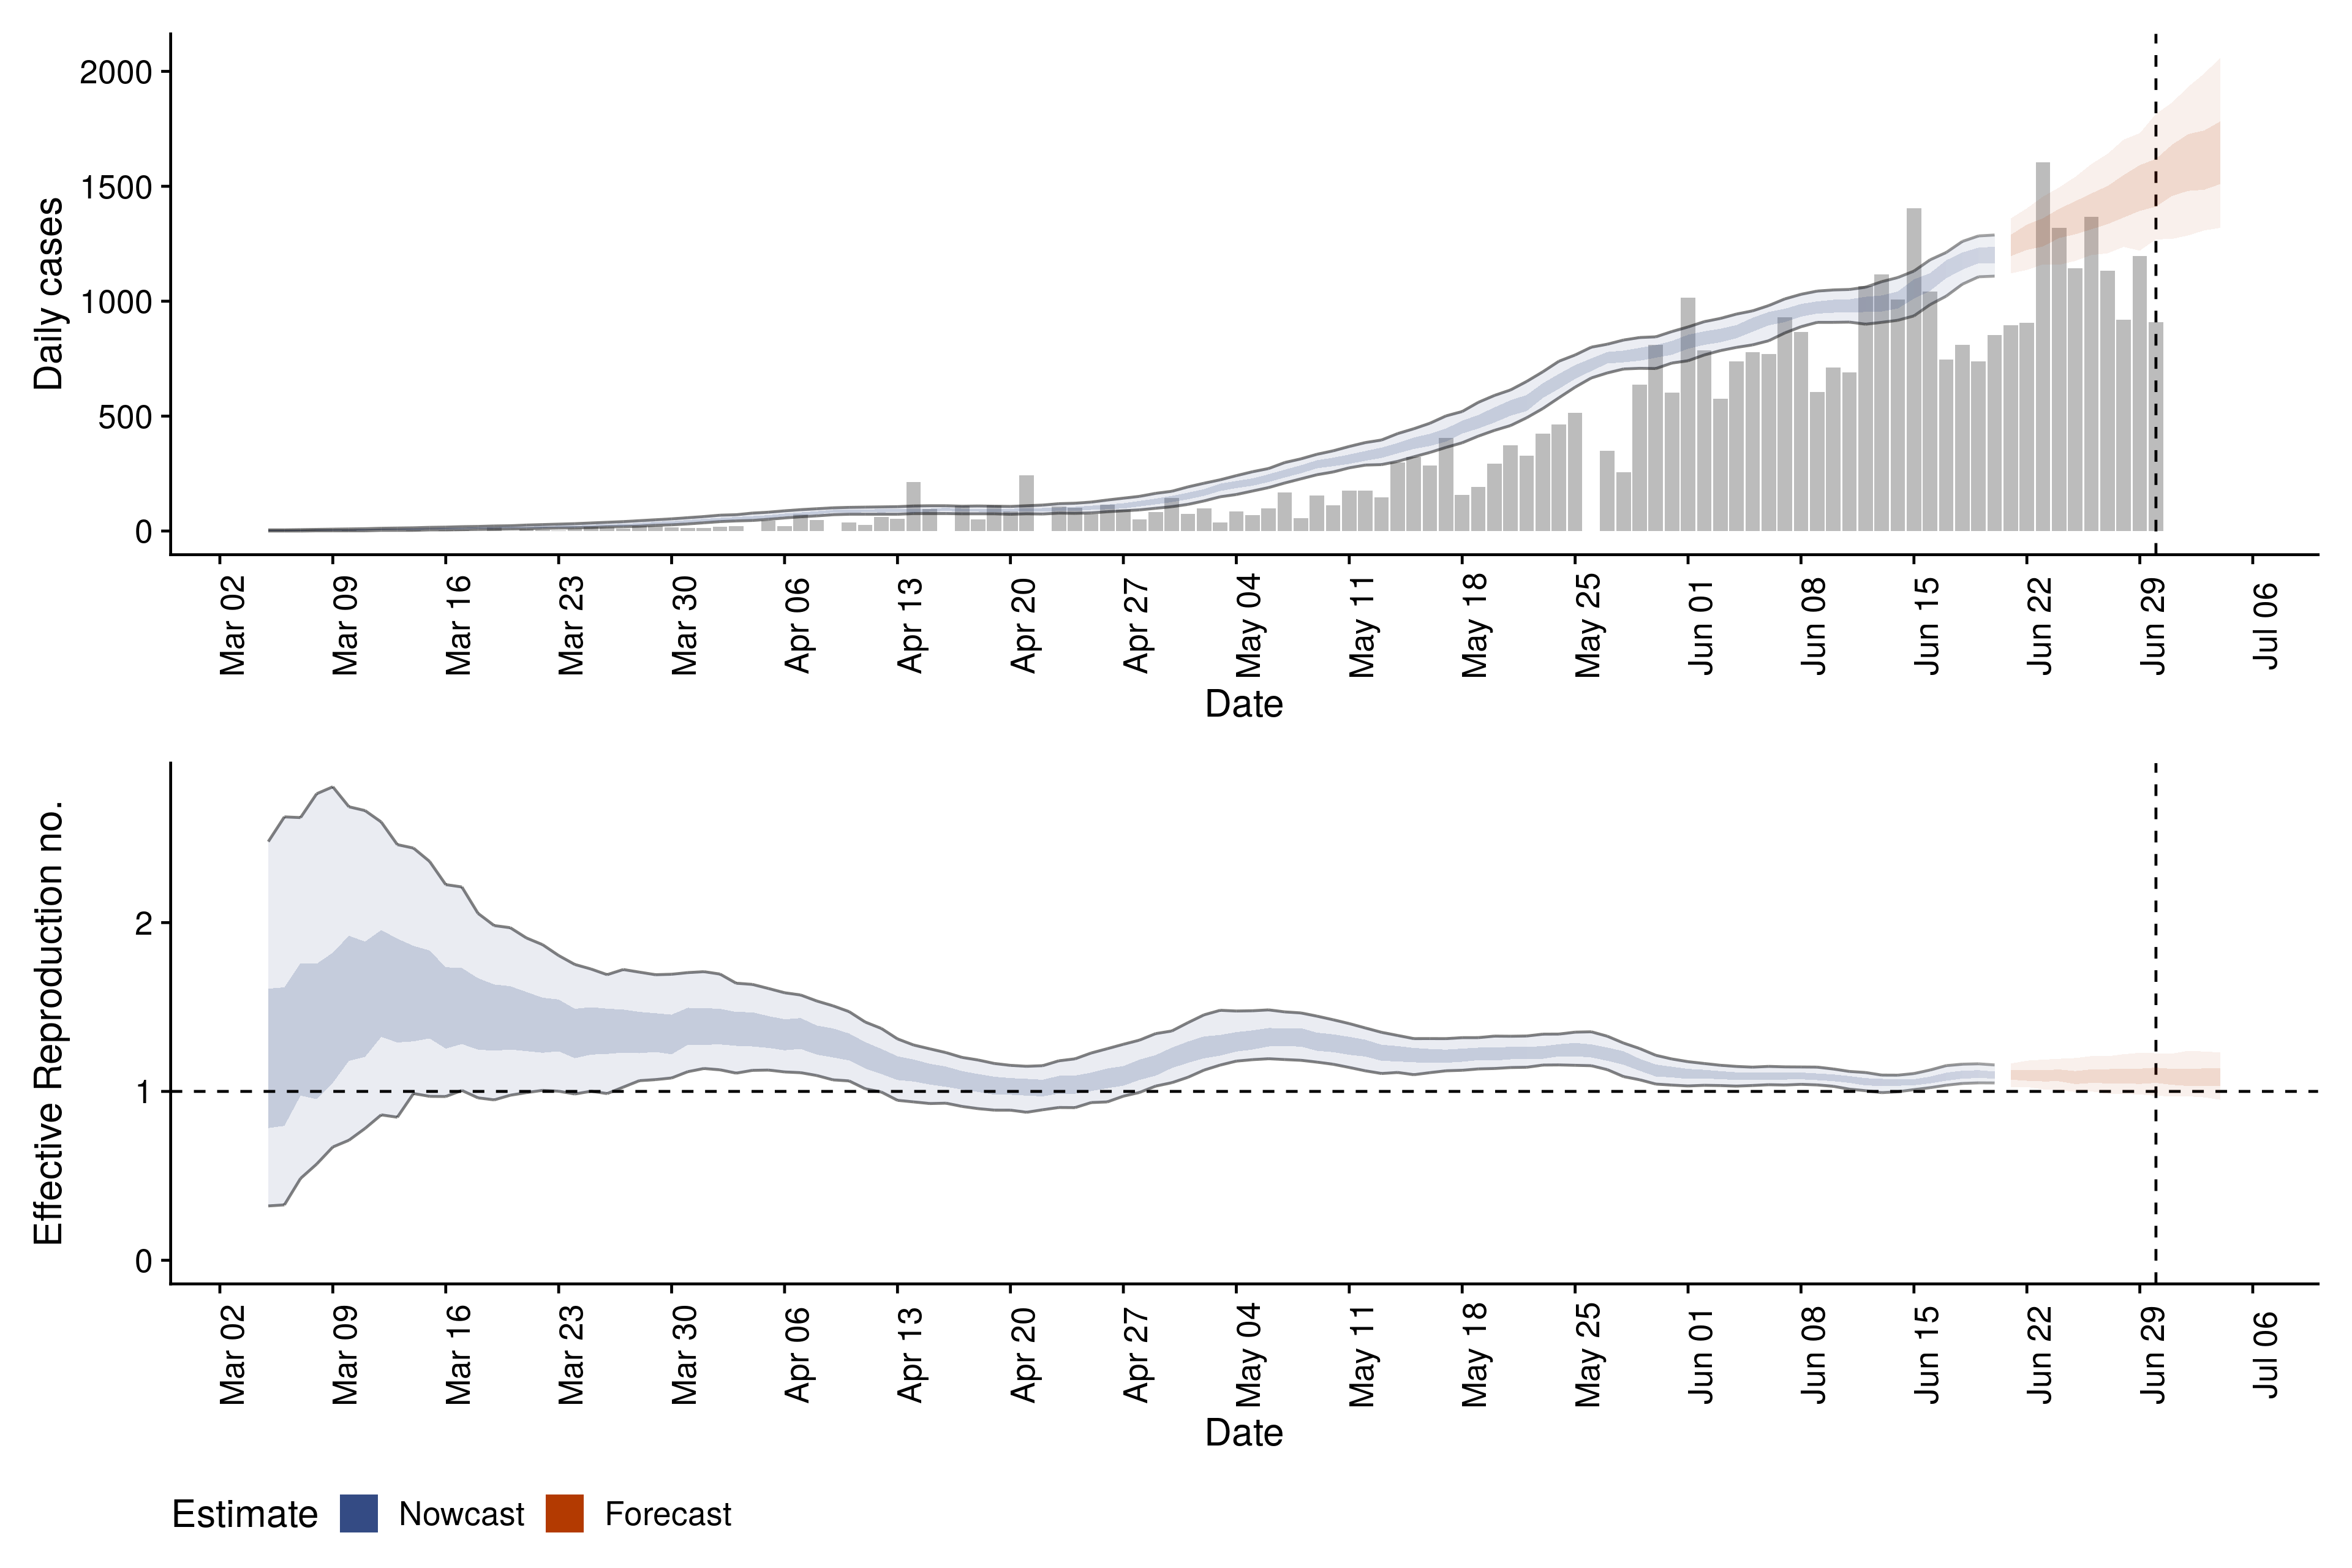 Daily cases
2000
1500
1000
500
0
Mar 02
Mar 09
Mar 16
Mar 23
Mar 30
Apr 06
Apr 13
Apr 20
Apr 27
May 04
May 11
May 18
May 25
Jun 01
Jun 08
Jun 15
Jun 22
Jun 29
Jul 06
Date
Effective Reproduction no.
2
1
0
Mar 02
Mar 09
Mar 16
Mar 23
Mar 30
Apr 06
Apr 13
Apr 20
Apr 27
May 04
May 11
May 18
May 25
Jun 01
Jun 08
Jun 15
Jun 22
Jun 29
Jul 06
Date
Estimate Nowcast Forecast